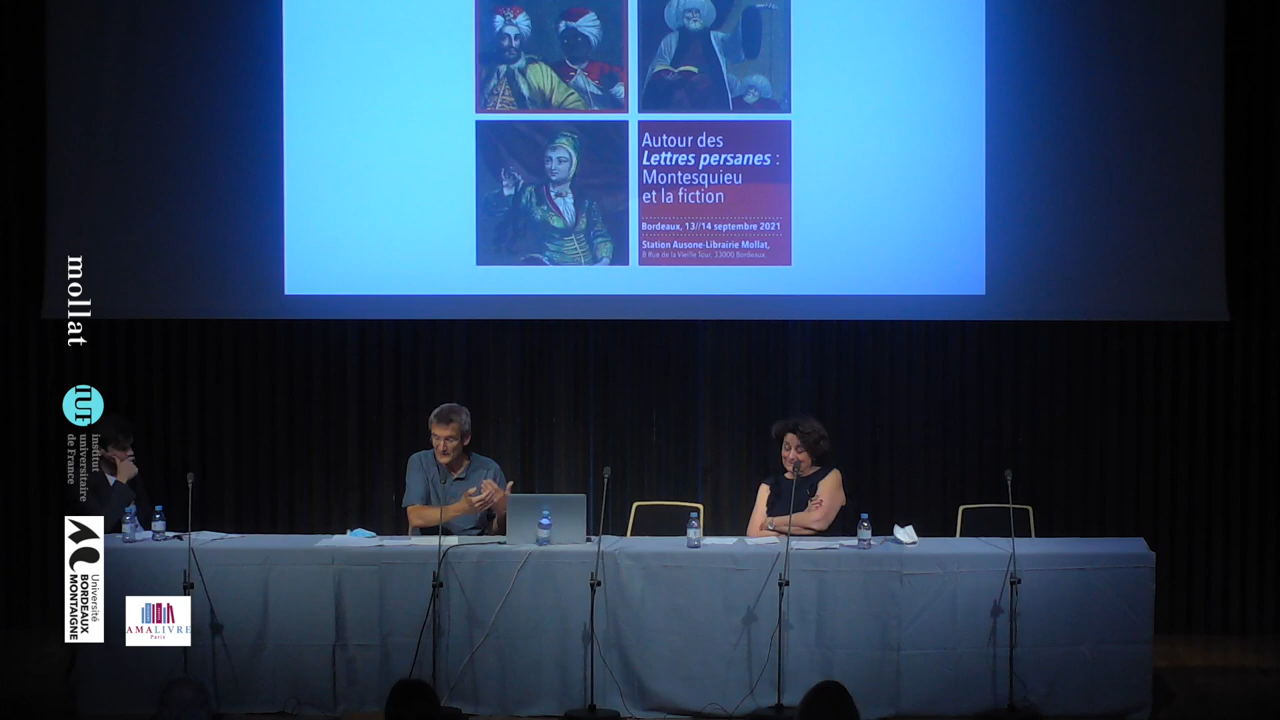 Autour des
Lettres persanes :
Montesquieu
et la fiction
Bordeaux, 13//14 septembre 2021
Station Ausone-Librairie Mollat,
8 Rue de la Vieille Tour, 33000 Bordeaux
mollat
IUF
institut
universitaire
de France
Université
BORDEAUX
MONTAIGNE
AMALIVRE
Paris